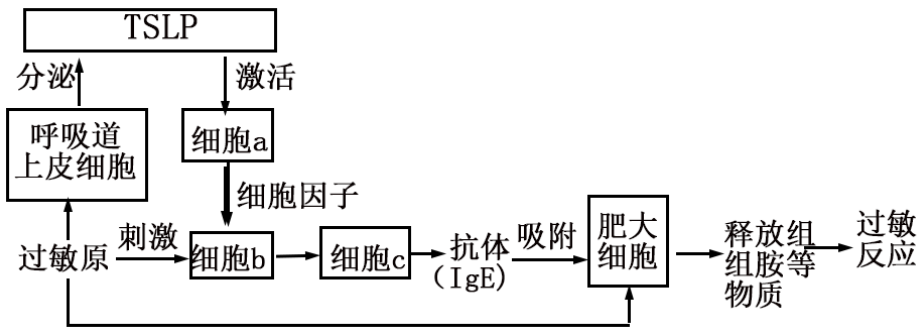 TSLP
分泌
激活
呼吸道
上皮细胞
细胞a
细胞因子
过敏原
刺激
细胞b
细胞c
抗体
(IgE)
吸附
肥大
细胞
释放组
组胺等
物质
过敏
反应